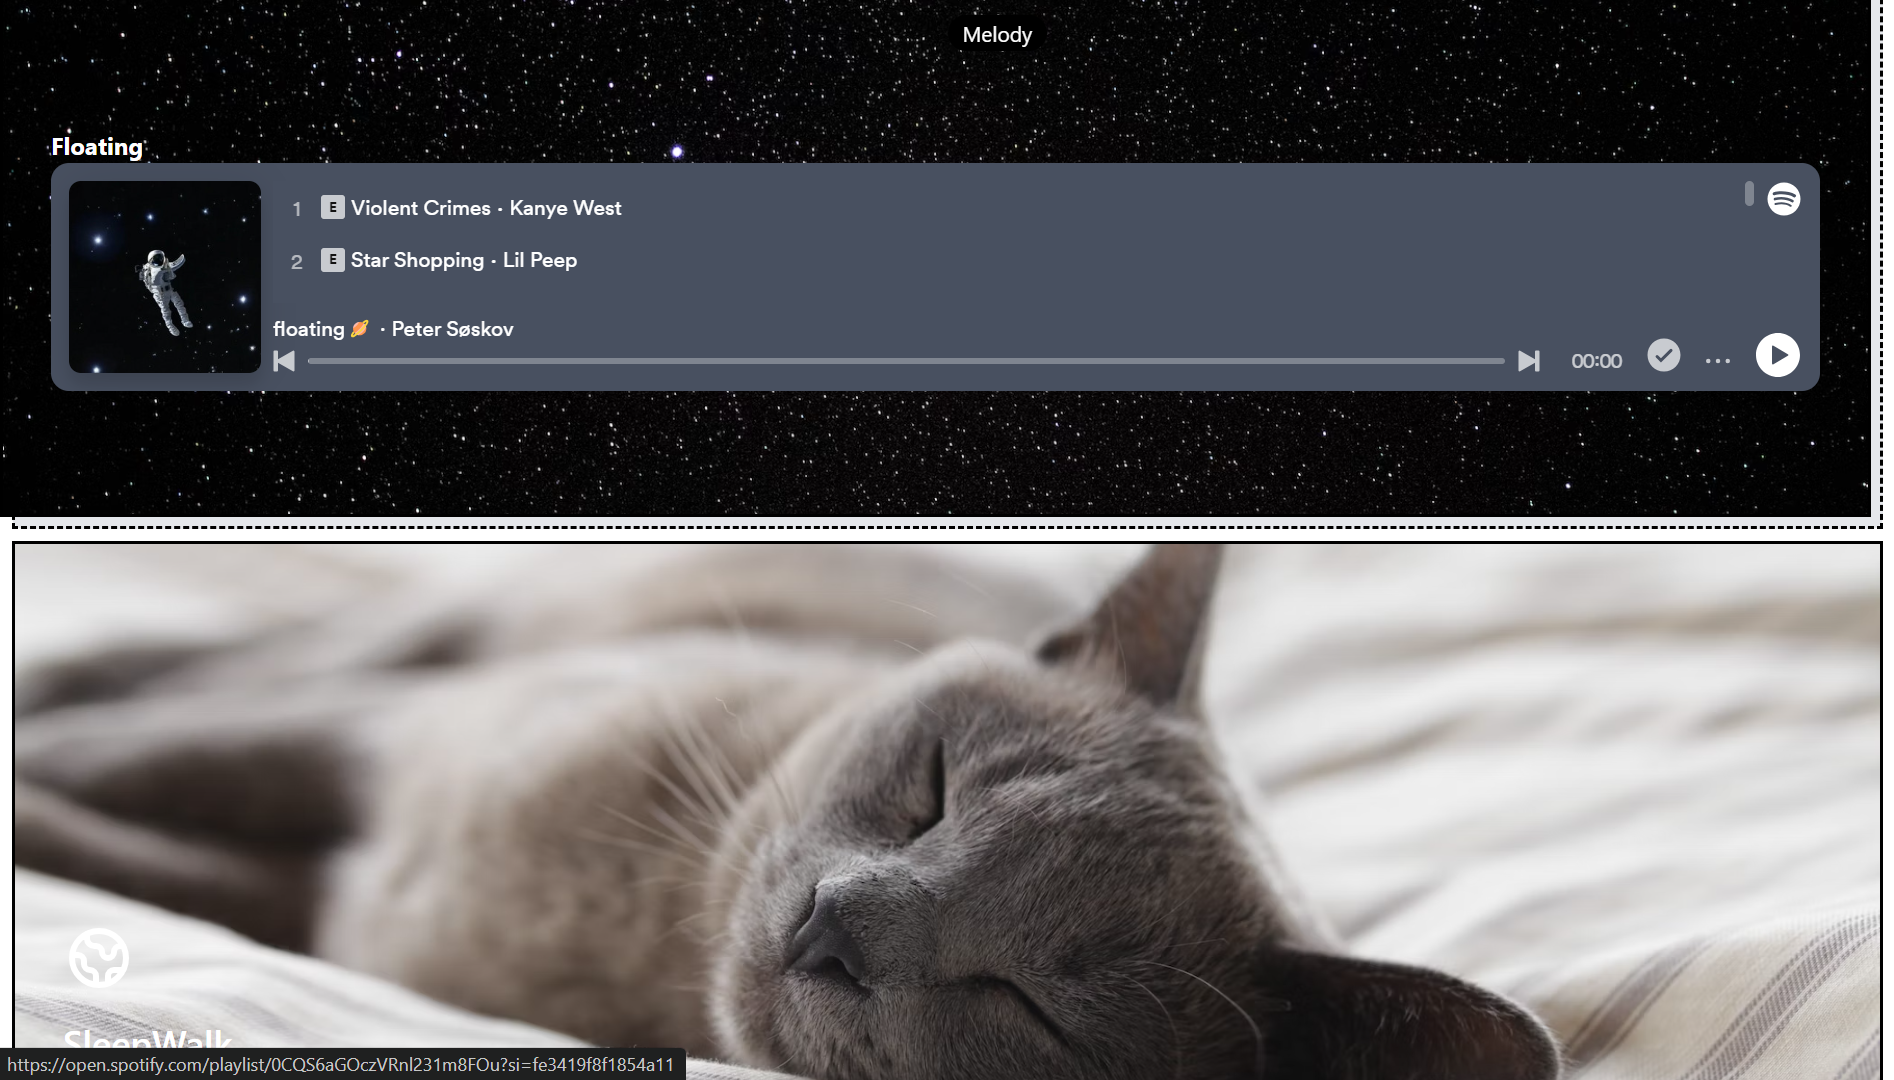 Melody
Floating
1 E Violent Crimes · Kanye West
2 E Star Shopping · Lil Peep
floating 🪐 · Peter Søskov
00:00
SleepWalk
https://open.spotify.com/playlist/0CQS6aGOczVRnl231m8FOu?si=fe3419f8f1854a11